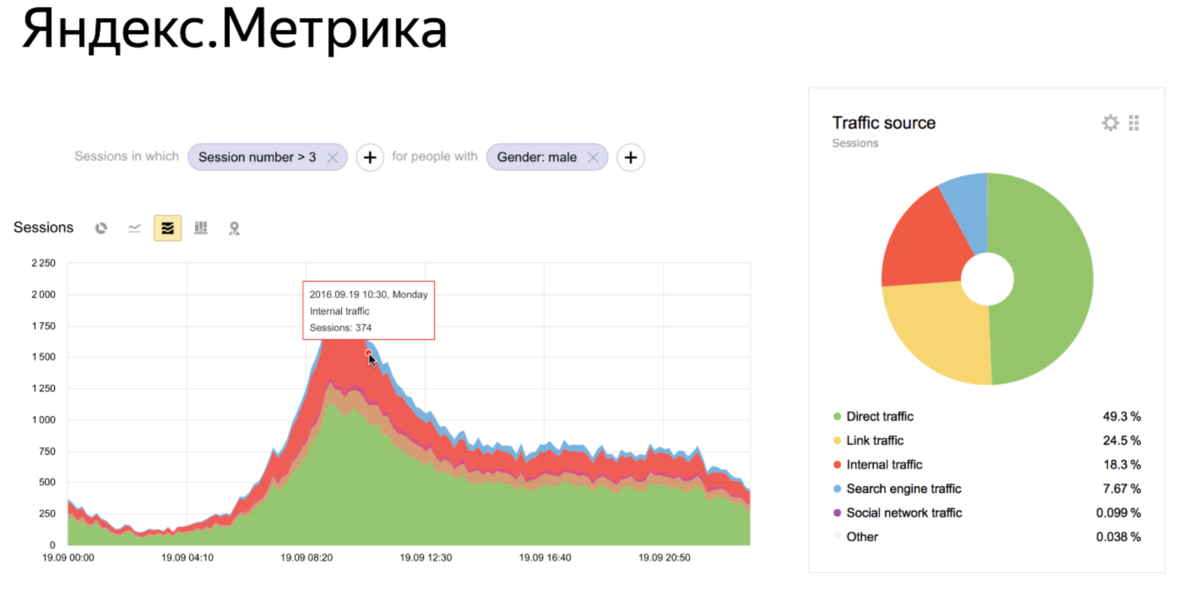 Яндекс.Метрика
Sessions in which Session number > 3 for people with Gender: male
Sessions
2 250
2 000
1 750
1 500
1 250
1 000
750
500
250
0
19.09 00:00 19.09 04:10 19.09 08:20 19.09 12:30 19.09 16:40 19.09 20:50
2016.09.19 10:30, Monday
Internal traffic
Sessions: 374
Traffic source
Sessions
Direct traffic 49.3 %
Link traffic 24.5 %
Internal traffic 18.3 %
Search engine traffic 7.67 %
Social network traffic 0.099 %
Other 0.038 %